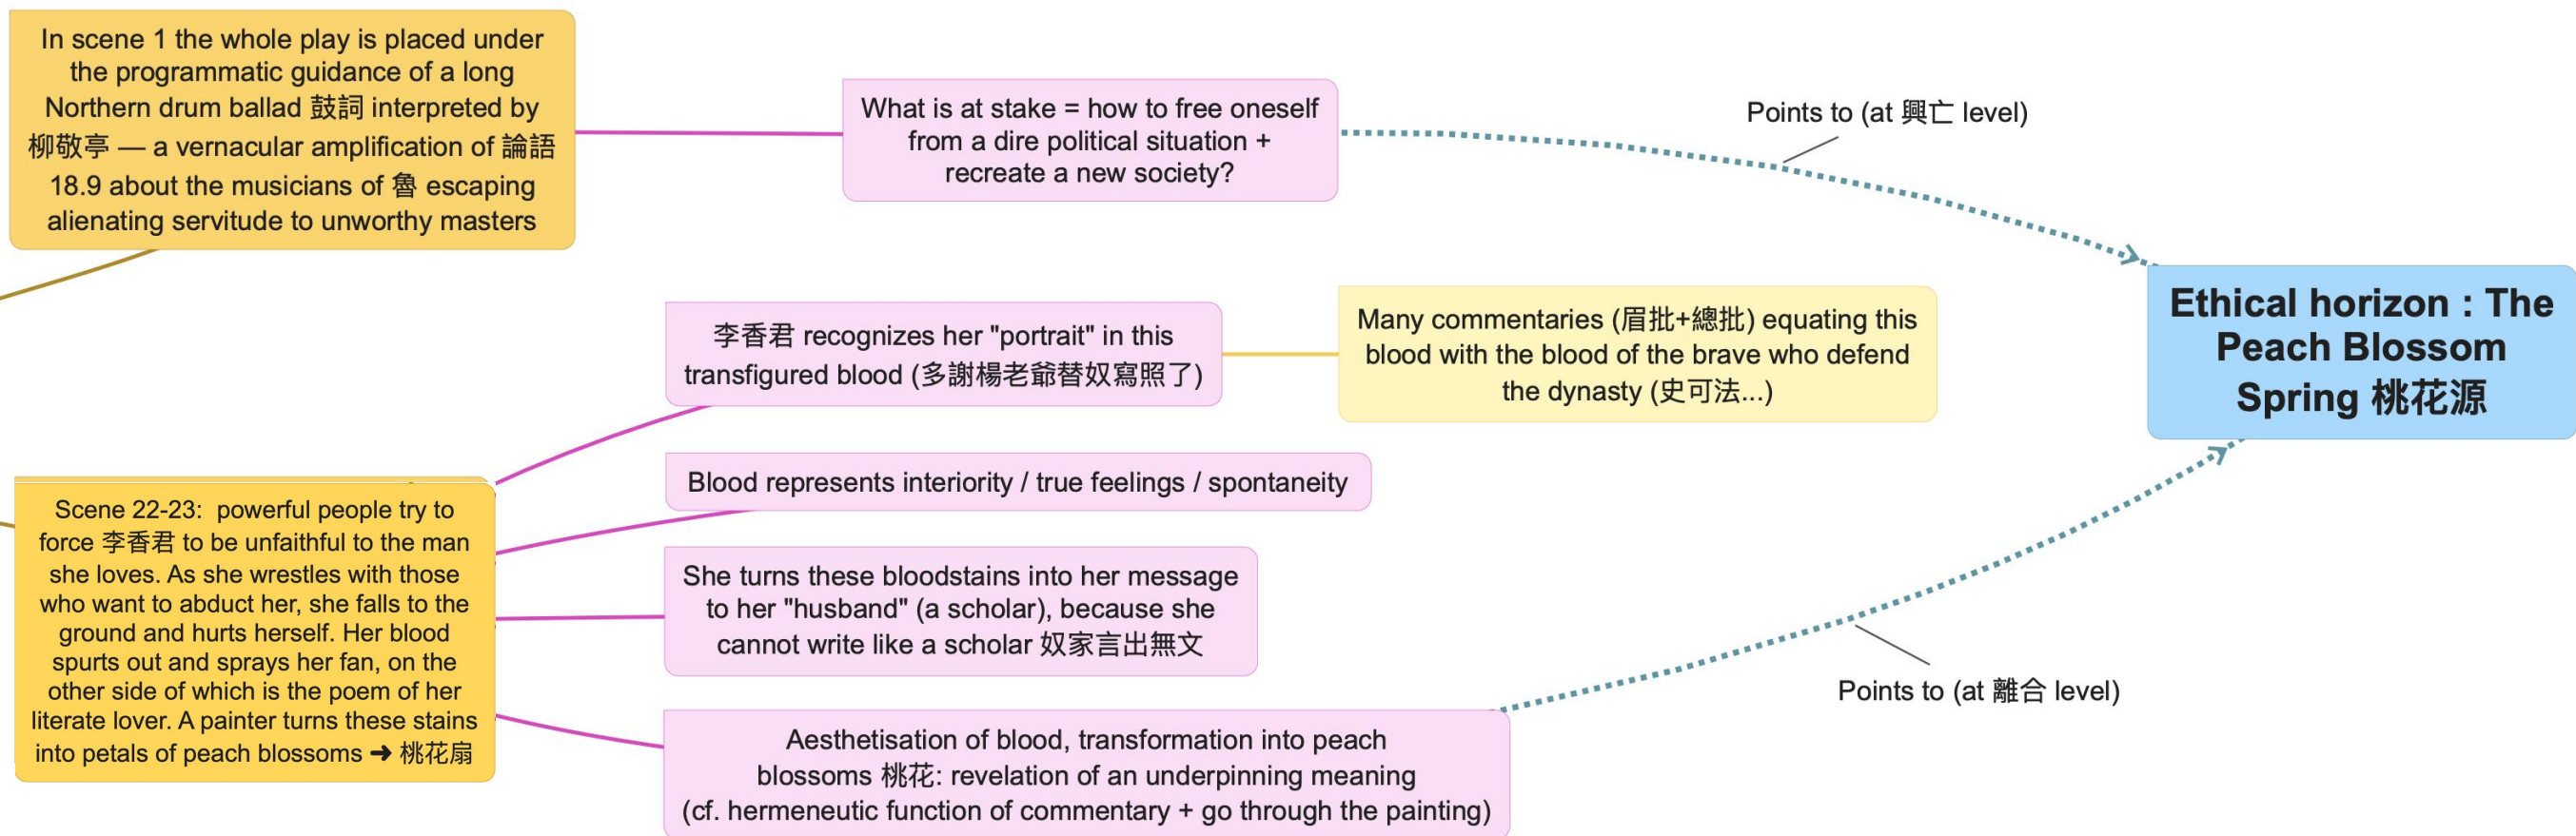 In scene 1 the whole play is placed under
the programmatic guidance of a long
Northern drum ballad 鼓詞 interpreted by
柳敬亭 — a vernacular amplification of 論語
18.9 about the musicians of 魯 escaping
alienating servitude to unworthy masters
What is at stake = how to free oneself
from a dire political situation +
recreate a new society?
Points to (at 興亡 level)
Ethical horizon : The
Peach Blossom
Spring 桃花源
李香君 recognizes her "portrait" in this
transfigured blood (多謝楊老爺替奴寫照了)
Many commentaries (眉批+總批) equating this
blood with the blood of the brave who defend
the dynasty (史可法...)
Blood represents interiority / true feelings / spontaneity
Scene 22-23:  powerful people try to
force 李香君 to be unfaithful to the man
she loves. As she wrestles with those
who want to abduct her, she falls to the
ground and hurts herself. Her blood
spurts out and sprays her fan, on the
other side of which is the poem of her
literate lover. A painter turns these stains
into petals of peach blossoms ➜ 桃花扇
She turns these bloodstains into her message
to her "husband" (a scholar), because she
cannot write like a scholar 奴家言出無文
Aesthetisation of blood, transformation into peach
blossoms 桃花: revelation of an underpinning meaning
(cf. hermeneutic function of commentary + go through the painting)
Points to (at 離合 level)